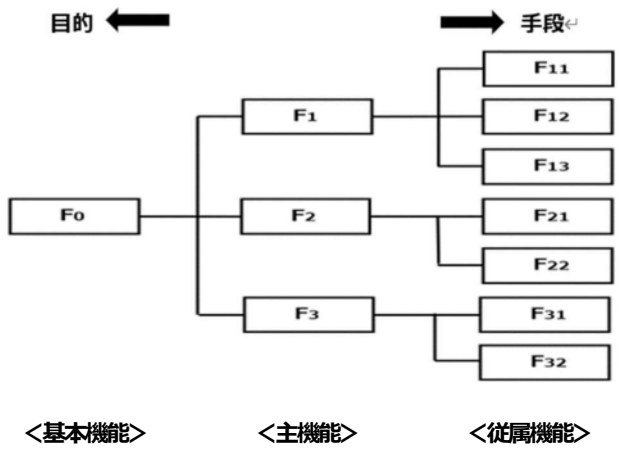 目的 手段
F11
F1 F12
F13
F0 F2 F21
F22
F3 F31
F32
<基本機能> <主機能> <従属機能>